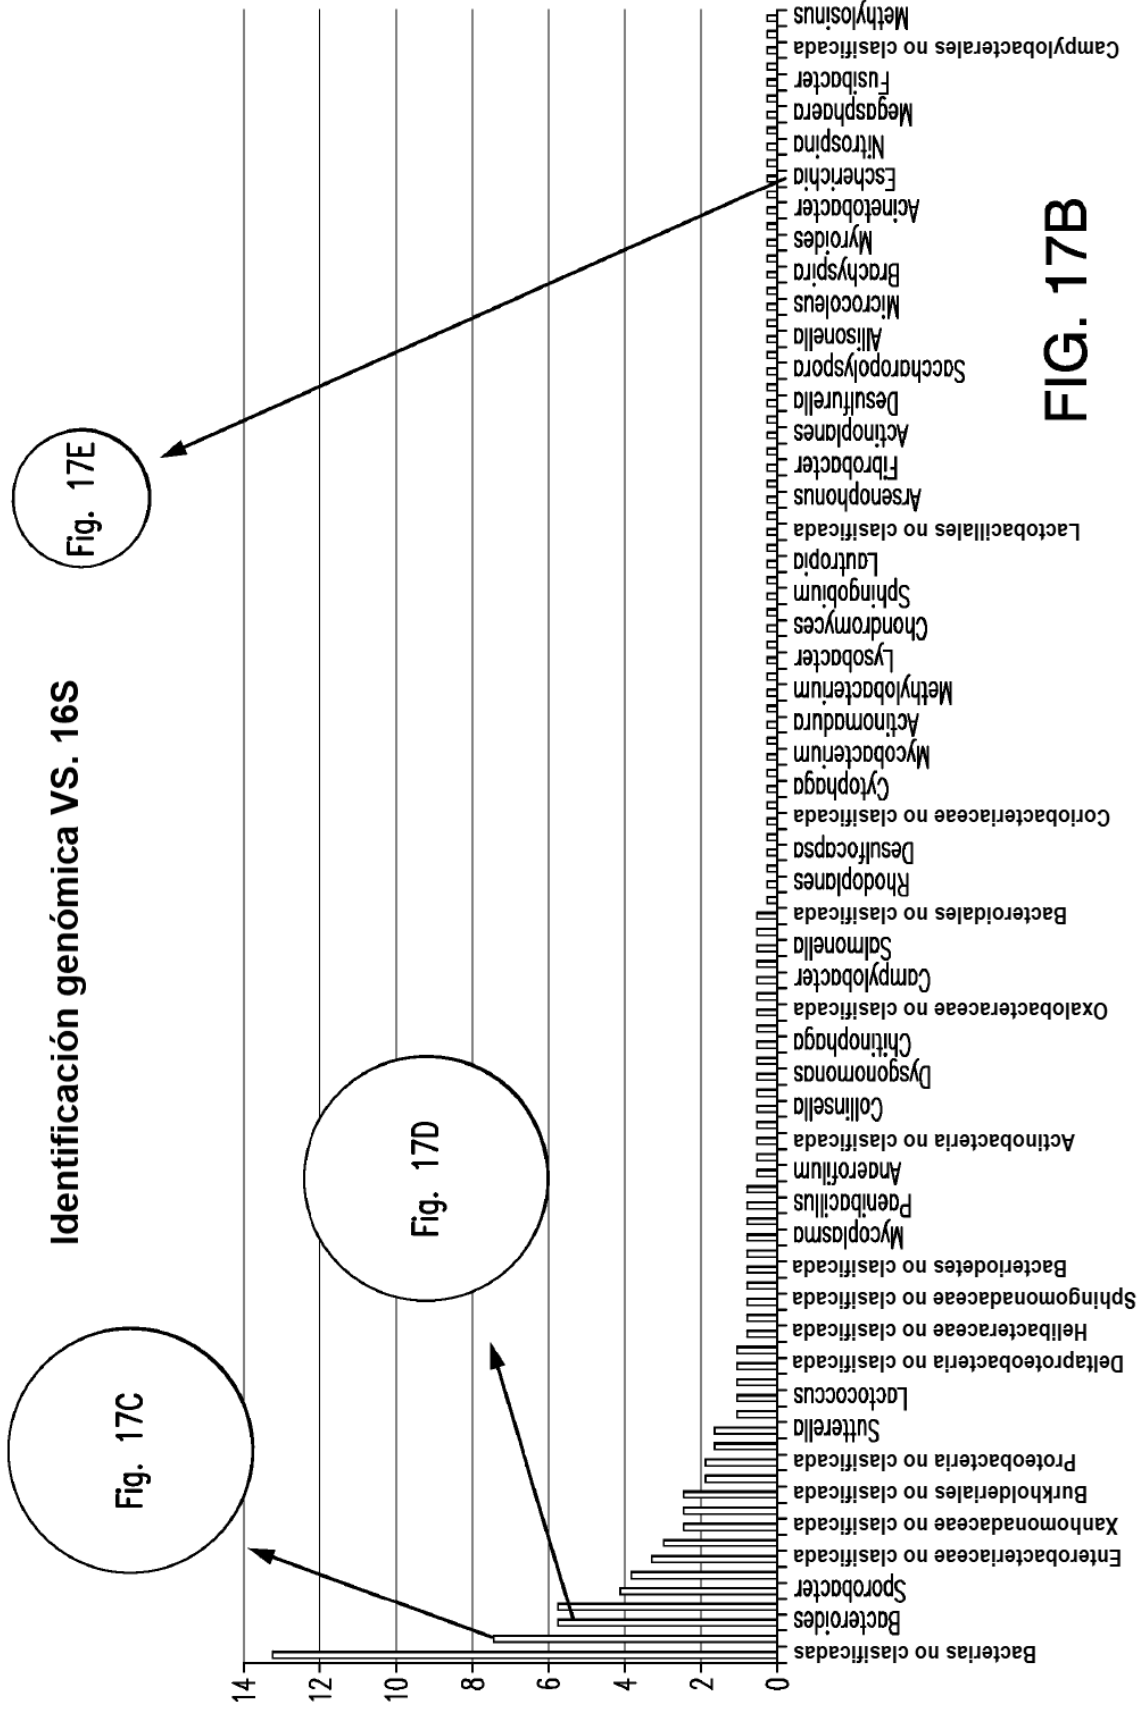 Identificación genómica VS. 16S
Fig. 17C
Fig. 17D
Fig. 17E
14
12
10
8
6
4
2
0
Bacterias no clasificadas
Bacteroides
Sporobacter
Enterobacteriaceae no clasificada
Xanhomonadaceae no clasificada
Burkholderiales no clasificada
Proteobacteria no clasificada
Sutterella
Lactococcus
Deltaproteobacteria no clasificada
Helibacteraceae no clasificada
Sphingomonadaceae no clasificada
Bacteriodetes no clasificada
Mycoplasma
Paenibacillus
Anaerofilum
Actinobacteria no clasificada
Collinsella
Dysgonomonas
Chitinophaga
Oxalobacteraceae no clasificada
Campylobacter
Salmonella
Bacteroidales no clasificada
Rhodoplanes
Desulfocapsa
Coriobacteriaceae no clasificada
Cytophaga
Mycobacterium
Actinomadura
Methylobacterium
Lysobacter
Chondromyces
Sphingobium
Lautropia
Lactobacillales no clasificada
Arsenophonus
Fibrobacter
Actinoplanes
Desulfurella
Saccharopolyspora
Allisonella
Microcoleus
Brachyspira
Myroides
Acinetobacter
Escherichia
Nitrospina
Megasphaera
Fusibacter
Campylobacterales no clasificada
Methylosinus
FIG. 17B